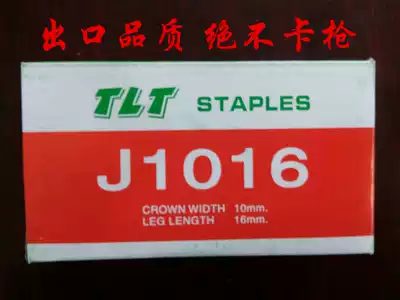 出口品质 绝不卡枪
TLT STAPLES
J1016
CROWN WIDTH 10mm.
LEG LENGTH 16mm.